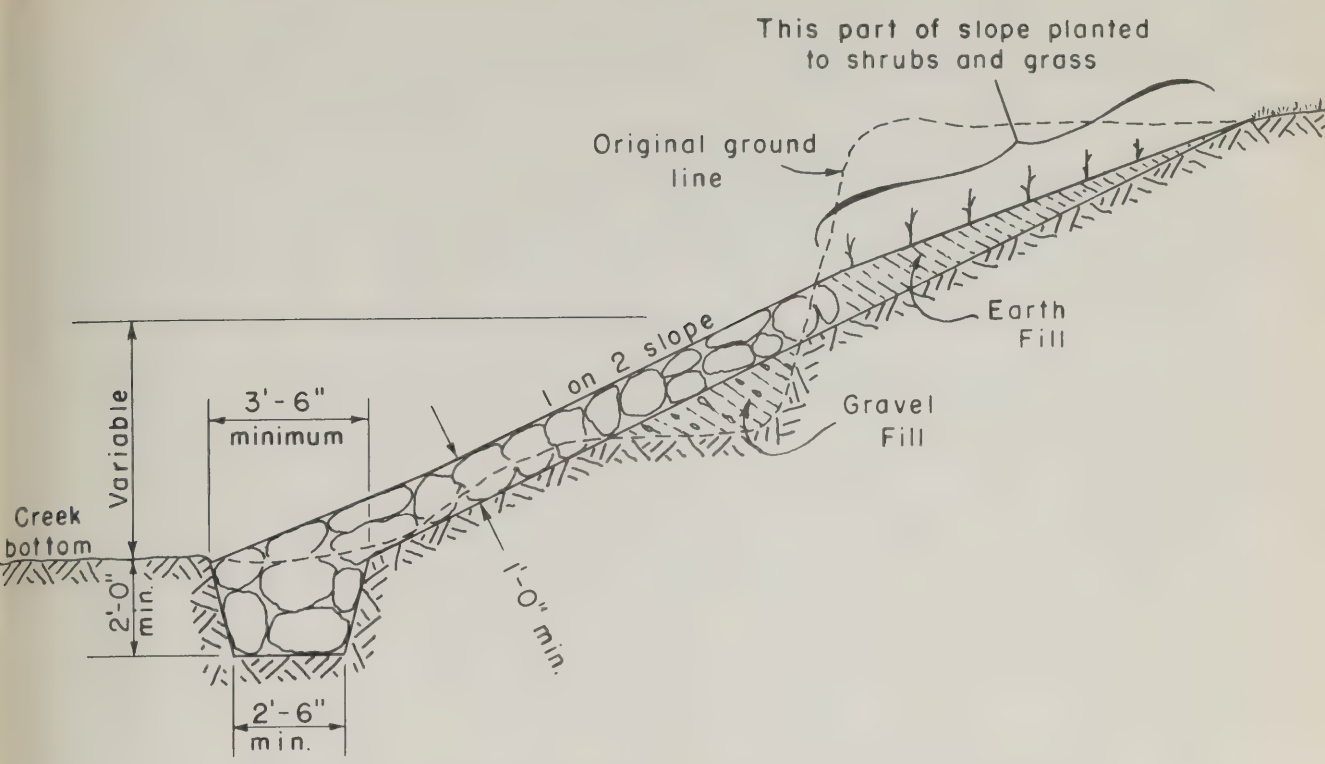 This part of slope planted
to shrubs and grass
Original ground
line
Earth
Fill
1 on 2 slope
Gravel
Fill
Variable
3'-6"
minimum
Creek
bottom
2'-0"
min.
1'-0" min.
2'-6"
min.